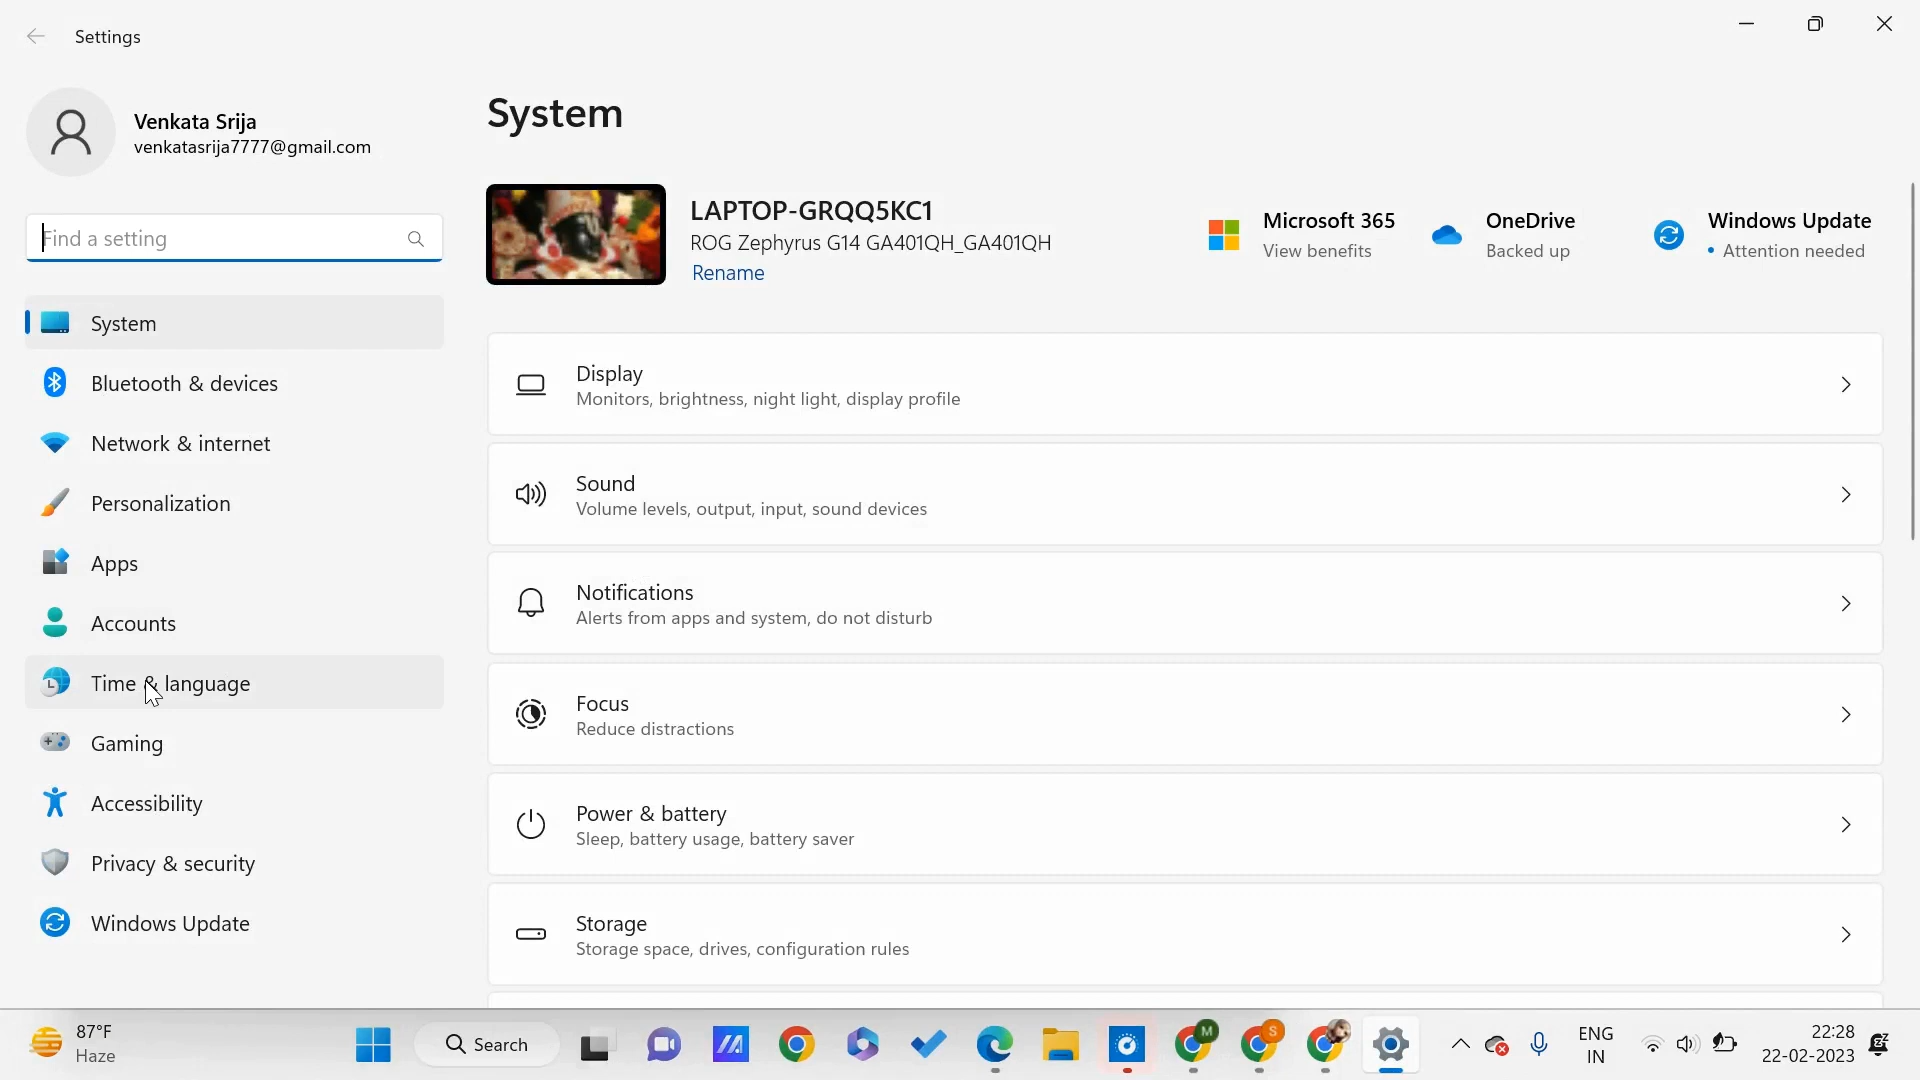 Settings
Venkata Srija
venkatasrija7777@gmail.com
Find a setting
System
Bluetooth & devices
Network & internet
Personalization
Apps
Accounts
Time & language
Gaming
Accessibility
Privacy & security
Windows Update
System
LAPTOP-GRQQ5KC1
ROG Zephyrus G14 GA401QH_GA401QH
Rename
Microsoft 365
View benefits
OneDrive
Backed up
Windows Update
• Attention needed
Display
Monitors, brightness, night light, display profile
Sound
Volume levels, output, input, sound devices
Notifications
Alerts from apps and system, do not disturb
Focus
Reduce distractions
Power & battery
Sleep, battery usage, battery saver
Storage
Storage space, drives, configuration rules
87°F
Haze
Search
M
S
ENG
IN
22:28
22-02-2023